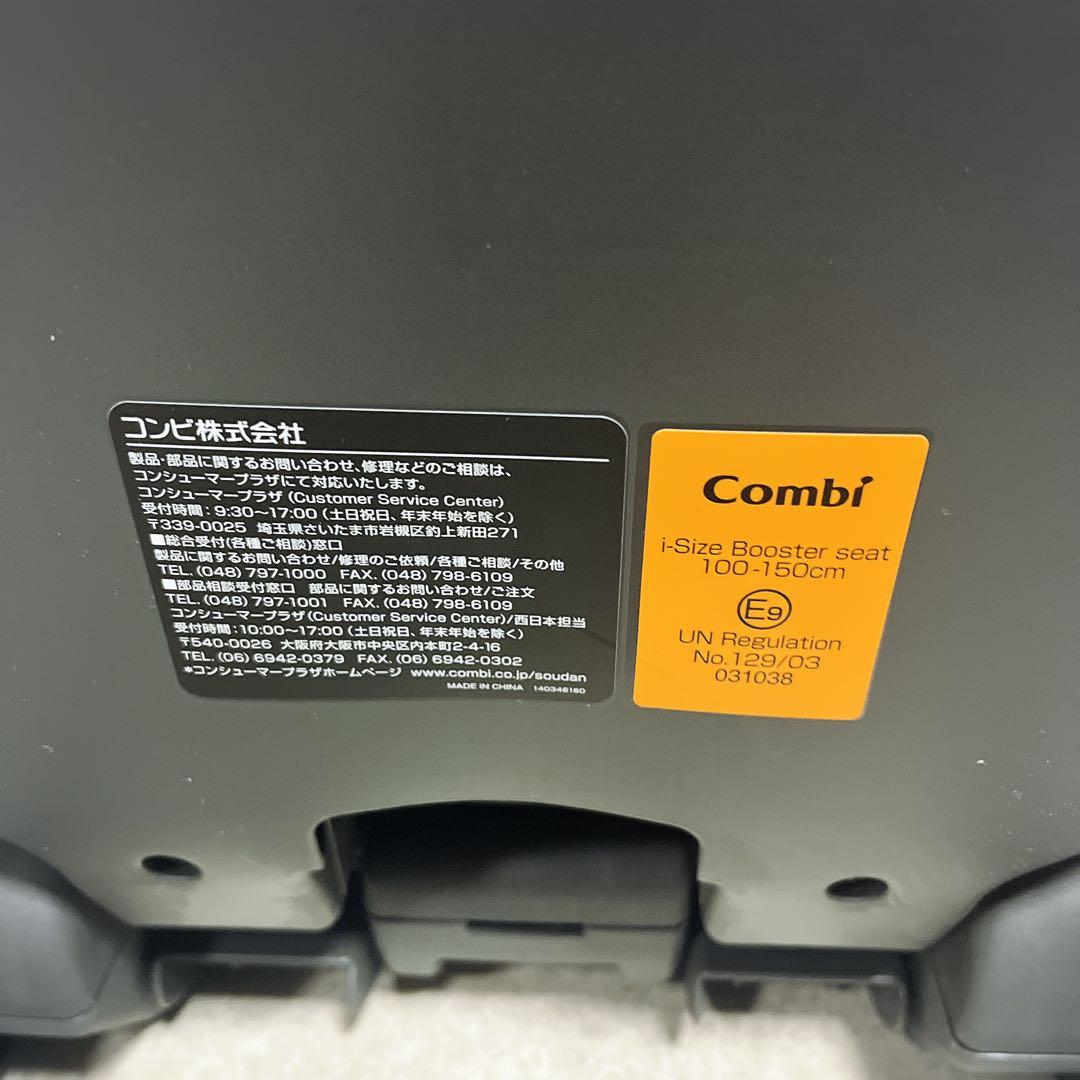 コンビ株式会社
製品・部品に関するお問い合わせ、修理などのご相談は、
コンシューマープラザにて対応いたします。
コンシューマープラザ(Customer Service Center)
受付時間:9:30〜17:00(土日祝日、年末年始を除く)
〒339-0025 埼玉県さいたま市岩槻区釣上新田271
■総合受付(各種ご相談)窓口
製品に関するお問い合わせ/修理のご依頼/各種ご相談/その他
TEL.(048)797-1000 FAX.(048)798-6109
■部品相談受付窓口 部品に関するお問い合わせ/ご注文
TEL.(048)797-1001 FAX.(048)798-6109
コンシューマープラザ(Customer Service Center)/西日本担当
受付時間:10:00〜17:00(土日祝日、年末年始を除く)
〒540-0026 大阪府大阪市中央区内本町2-4-16
TEL.(06)6942-0379 FAX.(06)6942-0302
*コンシューマープラザホームページ www.combi.co.jp/soudan
MADE IN CHINA 140346160
Combi
i-Size Booster seat
100-150cm
E9
UN Regulation
No.129/03
031038